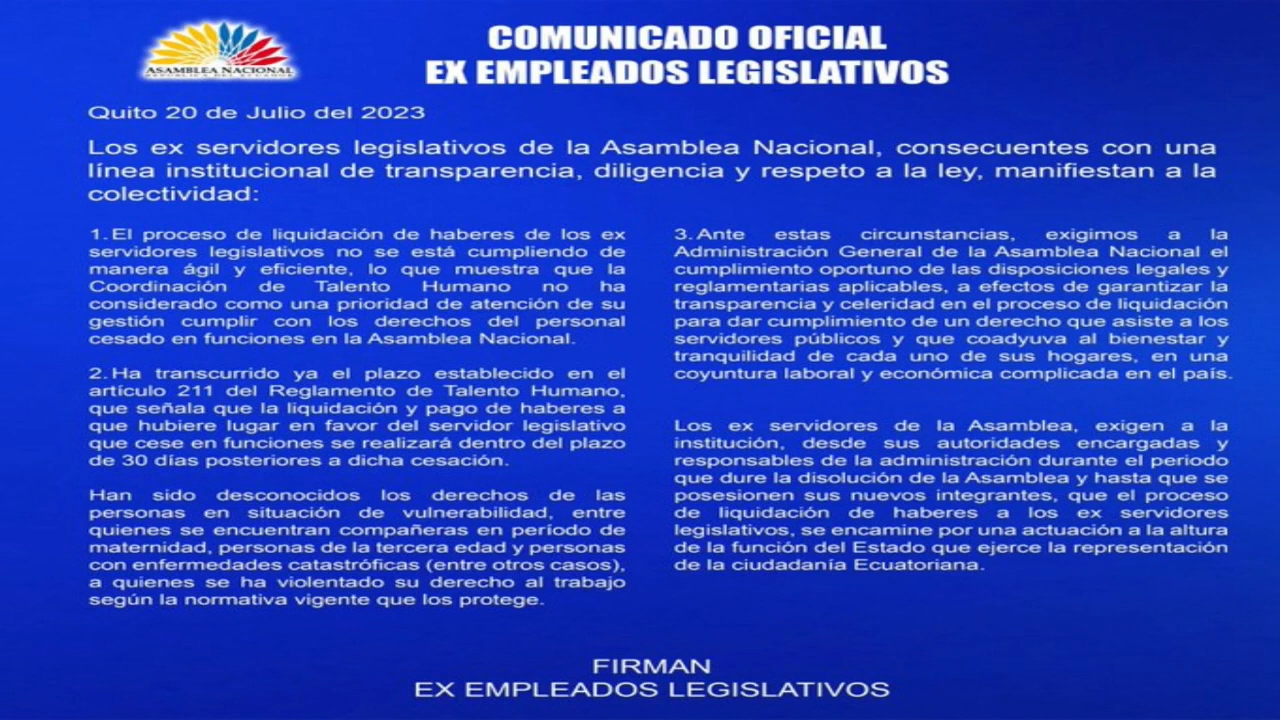 ASAMBLEA NACIONAL
REPÚBLICA DEL ECUADOR
COMUNICADO OFICIAL
EX EMPLEADOS LEGISLATIVOS
Quito 20 de Julio del 2023
Los ex servidores legislativos de la Asamblea Nacional, consecuentes con una
línea institucional de transparencia, diligencia y respeto a la ley, manifiestan a la
colectividad:
1. El proceso de liquidación de haberes de los ex
servidores legislativos no se está cumpliendo de
manera ágil y eficiente, lo que muestra que la
Coordinación de Talento Humano no ha
considerado como una prioridad de atención de su
gestión cumplir con los derechos del personal
cesado en funciones en la Asamblea Nacional.
2. Ha transcurrido ya el plazo establecido en el
artículo 211 del Reglamento de Talento Humano,
que señala que la liquidación y pago de haberes a
que hubiere lugar en favor del servidor legislativo
que cese en funciones se realizará dentro del plazo
de 30 días posteriores a dicha cesación.
Han sido desconocidos los derechos de las
personas en situación de vulnerabilidad, entre
quienes se encuentran compañeras en período de
maternidad, personas de la tercera edad y personas
con enfermedades catastróficas (entre otros casos),
a quienes se ha violentado su derecho al trabajo
según la normativa vigente que los protege.
3. Ante estas circunstancias, exigimos a la
Administración General de la Asamblea Nacional el
cumplimiento oportuno de las disposiciones legales y
reglamentarias aplicables, a efectos de garantizar la
transparencia y celeridad en el proceso de liquidación
para dar cumplimiento de un derecho que asiste a los
servidores públicos y que coadyuva al bienestar y
tranquilidad de cada uno de sus hogares, en una
coyuntura laboral y económica complicada en el país.
Los ex servidores de la Asamblea, exigen a la
institución, desde sus autoridades encargadas y
responsables de la administración durante el periodo
que dure la disolución de la Asamblea y hasta que se
posesionen sus nuevos integrantes, que el proceso
de liquidación de haberes a los ex servidores
legislativos, se encamine por una actuación a la altura
de la función del Estado que ejerce la representación
de la ciudadanía Ecuatoriana.
FIRMAN
EX EMPLEADOS LEGISLATIVOS